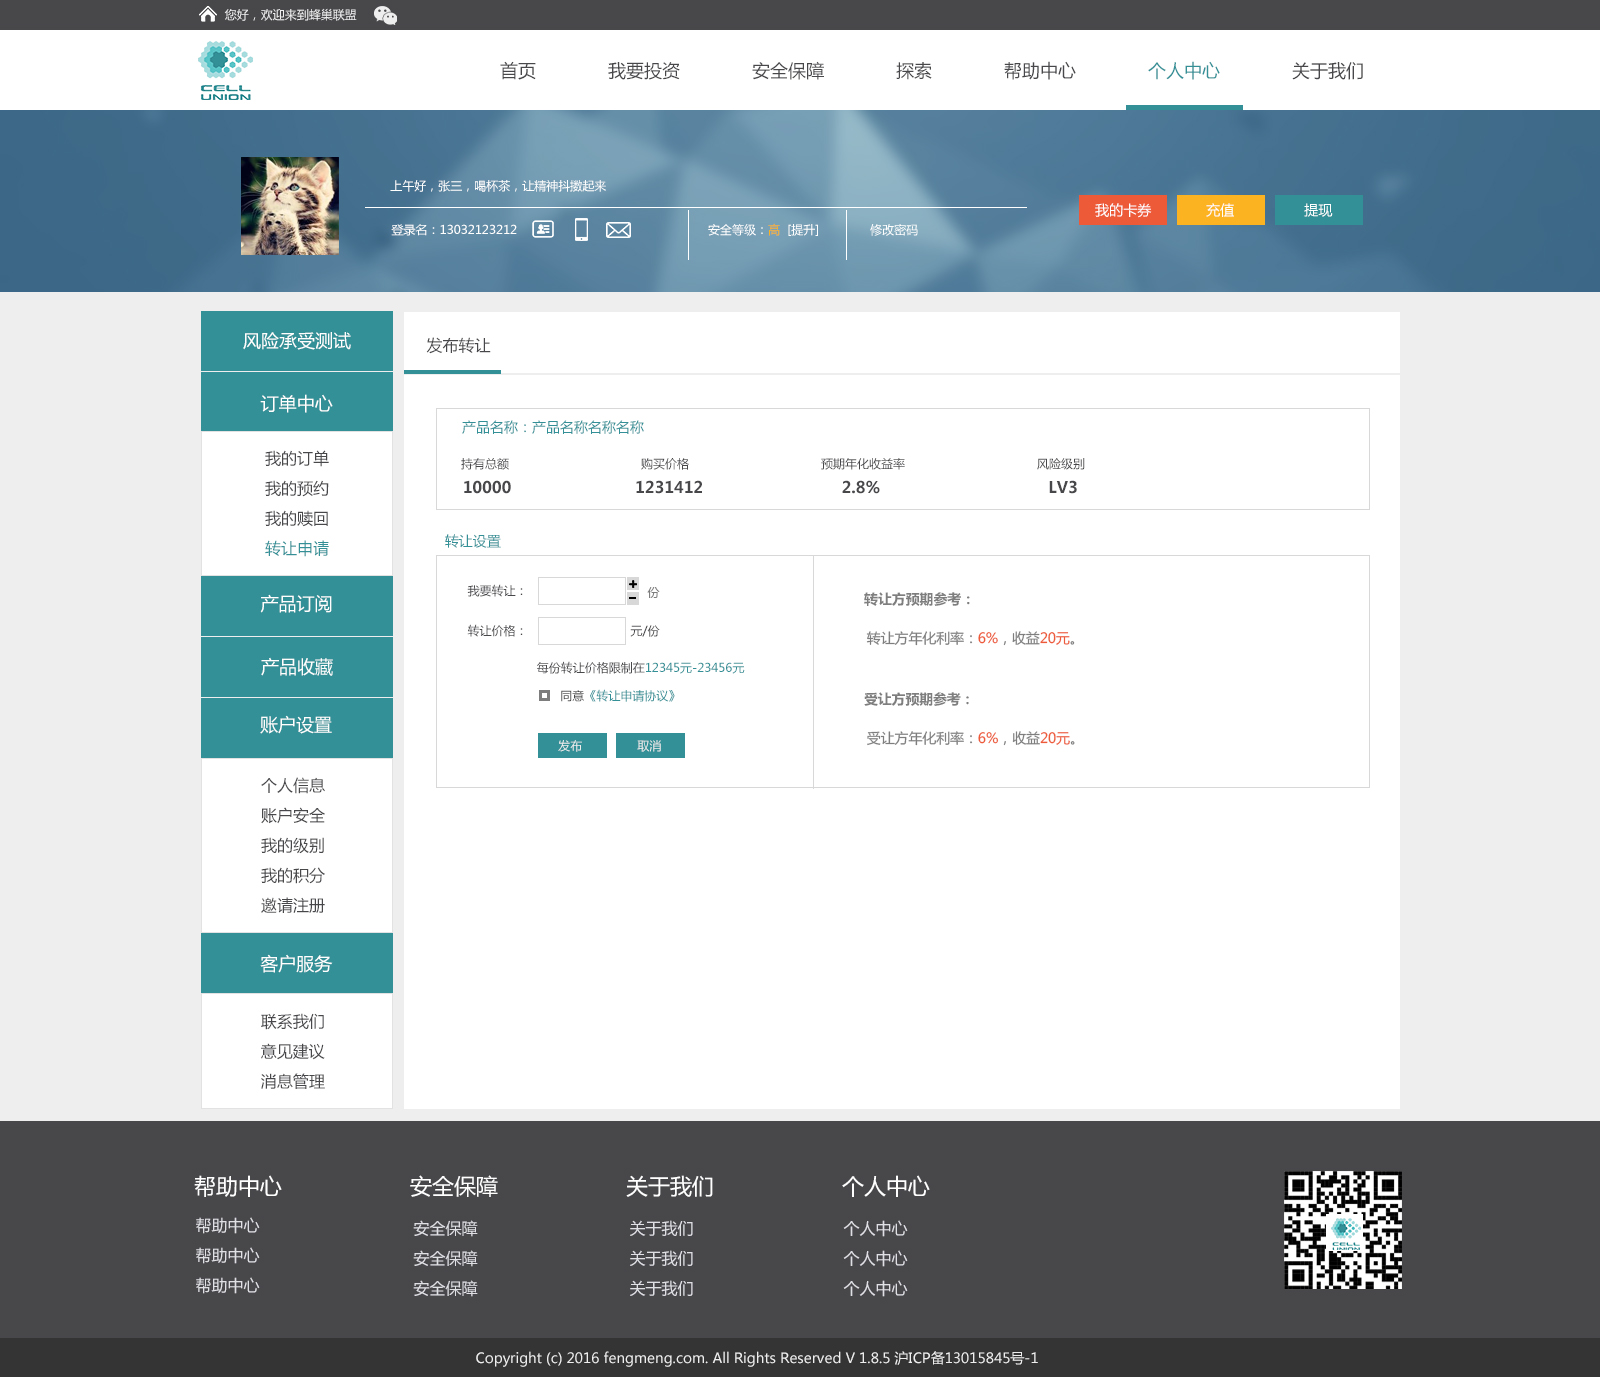 您好，欢迎来到蜂巢联盟
CELL
UNION
首页 我要投资 安全保障 探索 帮助中心 个人中心 关于我们
上午好，张三，喝杯茶，让精神抖擞起来
登录名：13032123212 安全等级：高 [提升] 修改密码
我的卡券 充值 提现
风险承受测试
订单中心
我的订单
我的预约
我的赎回
转让申请
产品订阅
产品收藏
账户设置
个人信息
账户安全
我的级别
我的积分
邀请注册
客户服务
联系我们
意见建议
消息管理
发布转让
产品名称：产品名称名称名称
持有总额 购买价格 预期年化收益率 风险级别
10000 1231412 2.8% LV3
转让设置
我要转让： 份
转让价格： 元/份
每份转让价格限制在12345元-23456元
同意《转让申请协议》
发布 取消
转让方预期参考：
转让方年化利率：6%，收益20元。
受让方预期参考：
受让方年化利率：6%，收益20元。
帮助中心 安全保障 关于我们 个人中心
帮助中心 安全保障 关于我们 个人中心
帮助中心 安全保障 关于我们 个人中心
帮助中心 安全保障 关于我们 个人中心
CELL
UNION
Copyright (c) 2016 fengmeng.com. All Rights Reserved V 1.8.5 沪ICP备13015845号-1